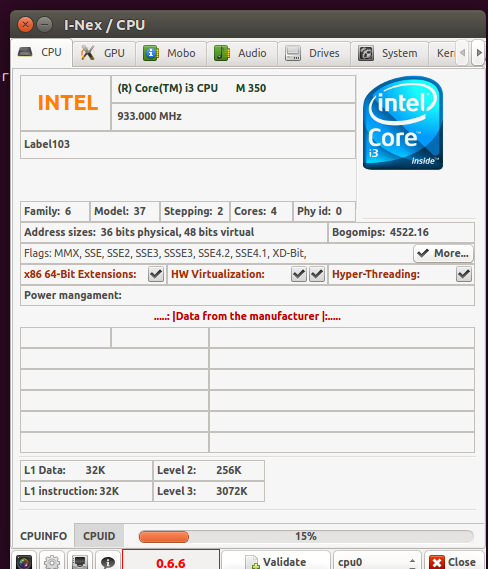 I-Nex / CPU
CPU GPU Mobo Audio Drives System Kern
INTEL
(R) Core(TM) i3 CPU M 350
933.000 MHz
Label103
intel
Core™
i3
inside™
Family: 6 Model: 37 Stepping: 2 Cores: 4 Phy id: 0
Address sizes: 36 bits physical, 48 bits virtual Bogomips: 4522.16
Flags: MMX, SSE, SSE2, SSE3, SSSE3, SSE4.2, SSE4.1, XD-Bit, More...
x86 64-Bit Extensions: HW Virtualization: Hyper-Threading:
Power mangament:
.....: |Data from the manufacturer |:.....
L1 Data: 32K Level 2: 256K
L1 instruction: 32K Level 3: 3072K
CPUINFO CPUID 15%
0.6.6 Validate cpu0 Close